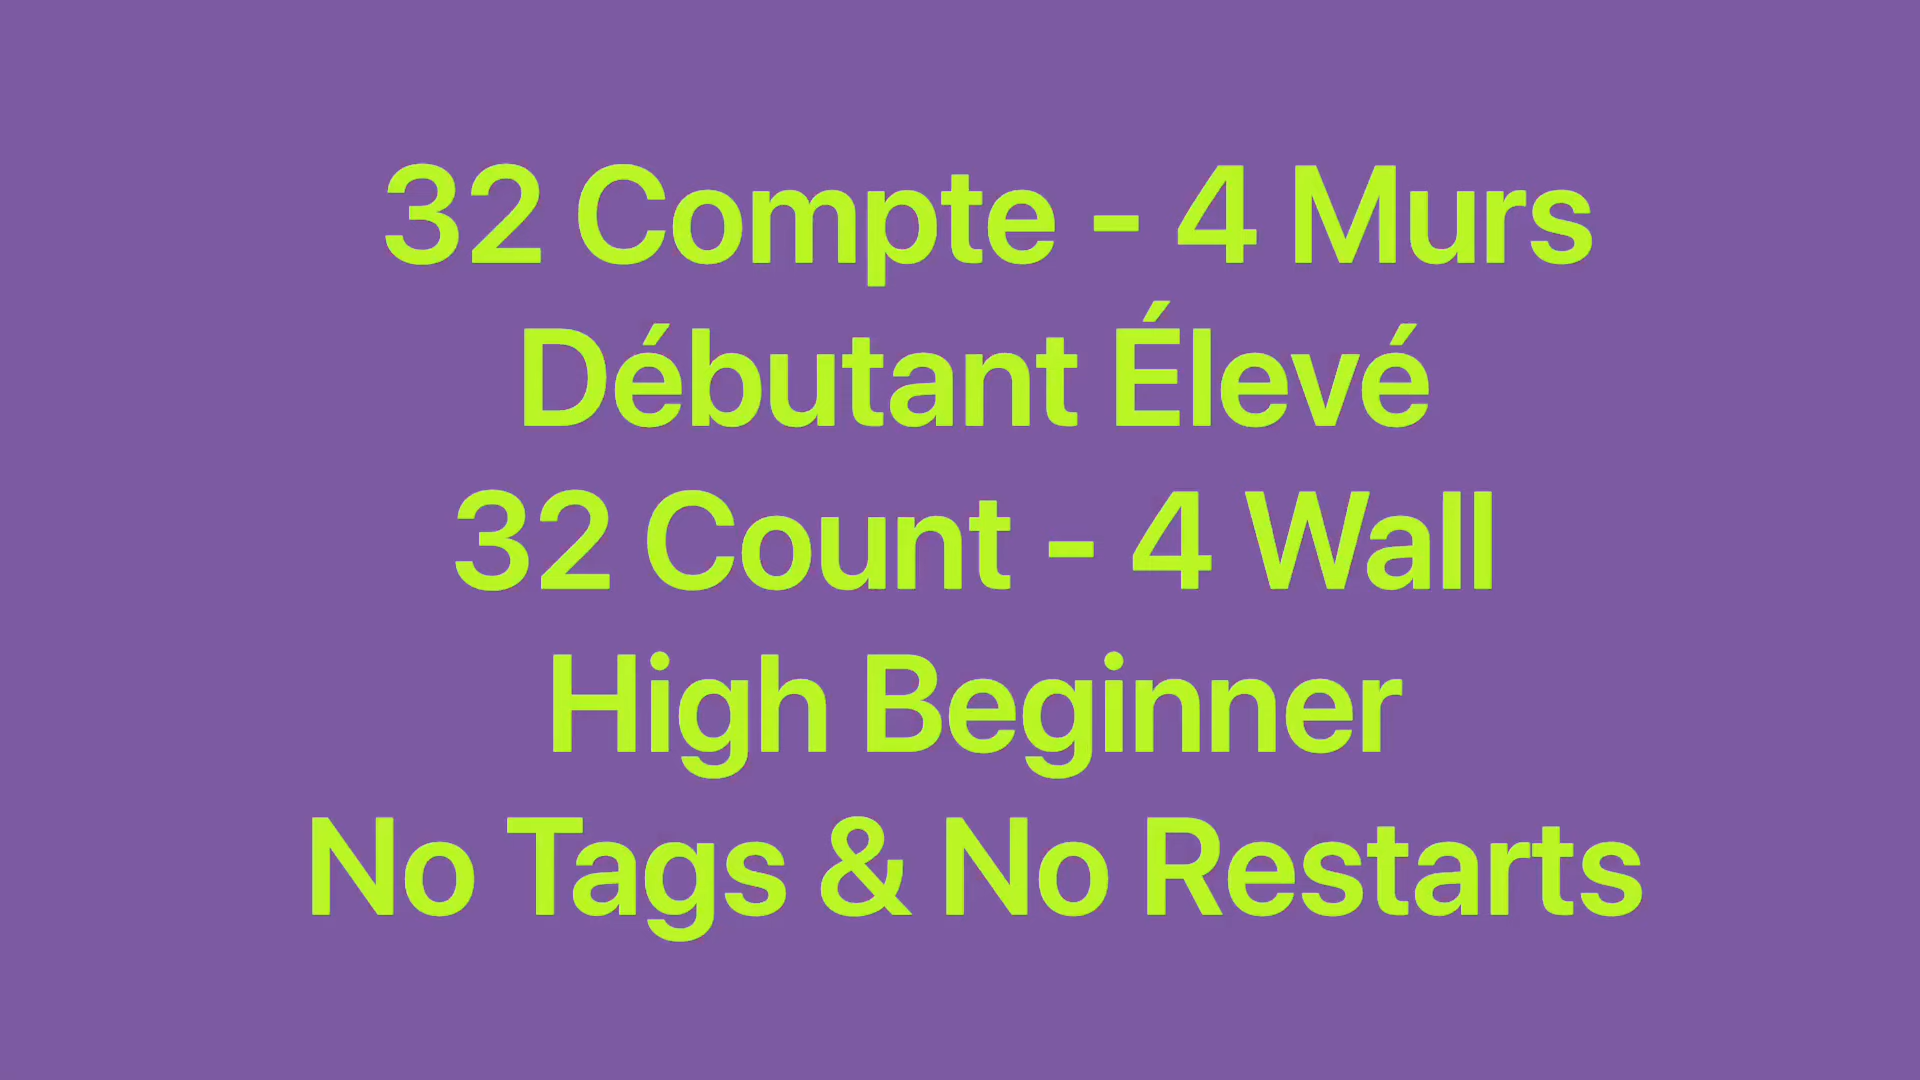 32 Compte - 4 Murs
Débutant Élevé
32 Count - 4 Wall
High Beginner
No Tags & No Restarts